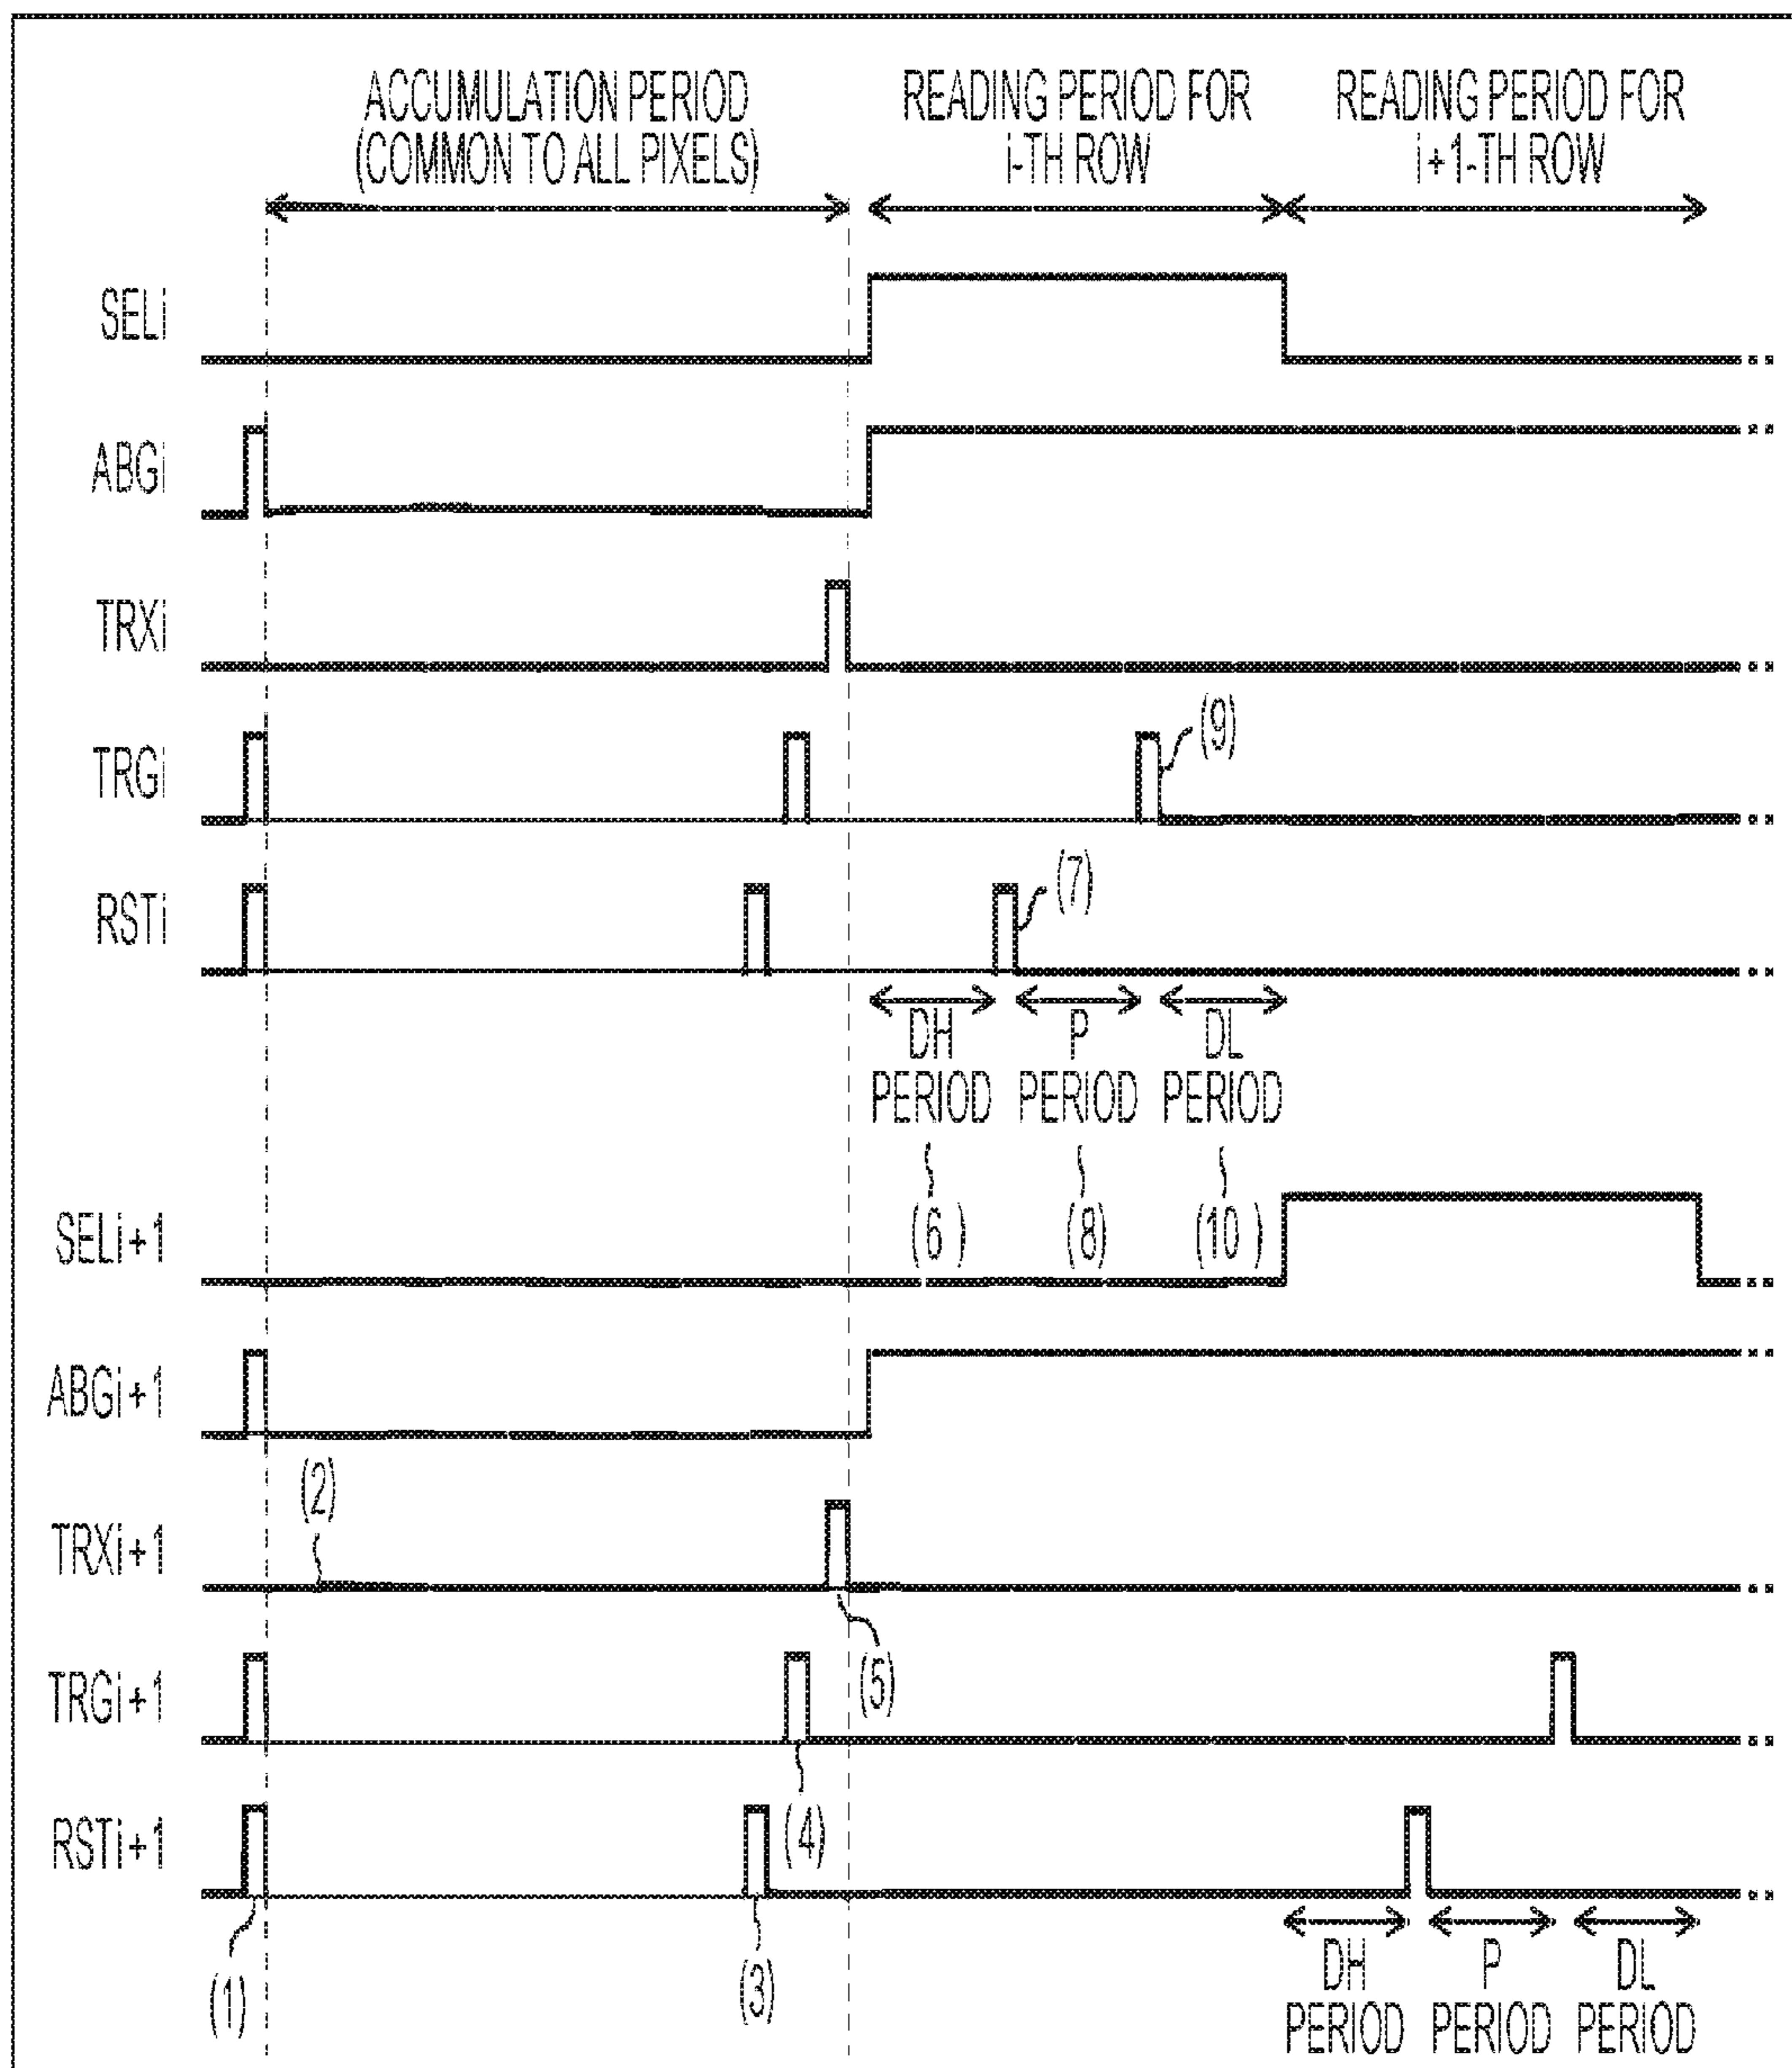 ACCUMULATION PERIOD
(COMMON TO ALL PIXELS)
READING PERIOD FOR
i-TH ROW
READING PERIOD FOR
i+1-TH ROW
SELi
ABGi
TRXi
TRGi
(9)
RSTi
(7)
DH
PERIOD
P
PERIOD
DL
PERIOD
(6)
(8)
(10)
SELi+1
ABGi+1
(2)
TRXi+1
(5)
TRGi+1
(4)
RSTi+1
(1)
(3)
DH
PERIOD
P
PERIOD
DL
PERIOD